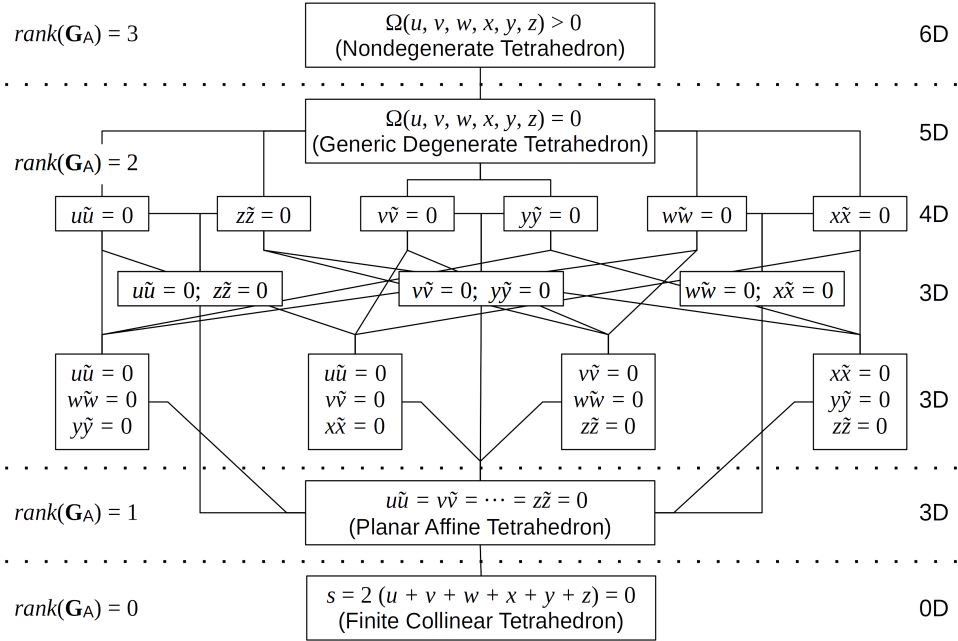 rank(G_A) = 3
Ω(u, v, w, x, y, z) > 0
(Nondegenerate Tetrahedron)
6D
Ω(u, v, w, x, y, z) = 0
(Generic Degenerate Tetrahedron)
5D
rank(G_A) = 2
uũ = 0
zz̃ = 0
vṽ = 0
yỹ = 0
ww̃ = 0
xx̃ = 0
4D
uũ = 0; zz̃ = 0
vṽ = 0; yỹ = 0
ww̃ = 0; xx̃ = 0
3D
uũ = 0
ww̃ = 0
yỹ = 0
uũ = 0
vṽ = 0
xx̃ = 0
vṽ = 0
ww̃ = 0
zz̃ = 0
xx̃ = 0
yỹ = 0
zz̃ = 0
3D
rank(G_A) = 1
uũ = vṽ = ⋯ = zz̃ = 0
(Planar Affine Tetrahedron)
3D
rank(G_A) = 0
s = 2 (u + v + w + x + y + z) = 0
(Finite Collinear Tetrahedron)
0D